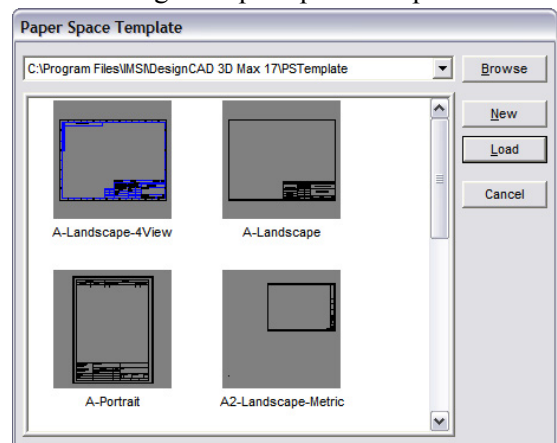 Paper Space Template
C:\Program Files\IMSI\DesignCAD 3D Max 17\PSTemplate
Browse
New
Load
Cancel
A-Landscape-4View
A-Landscape
A-Portrait
A2-Landscape-Metric